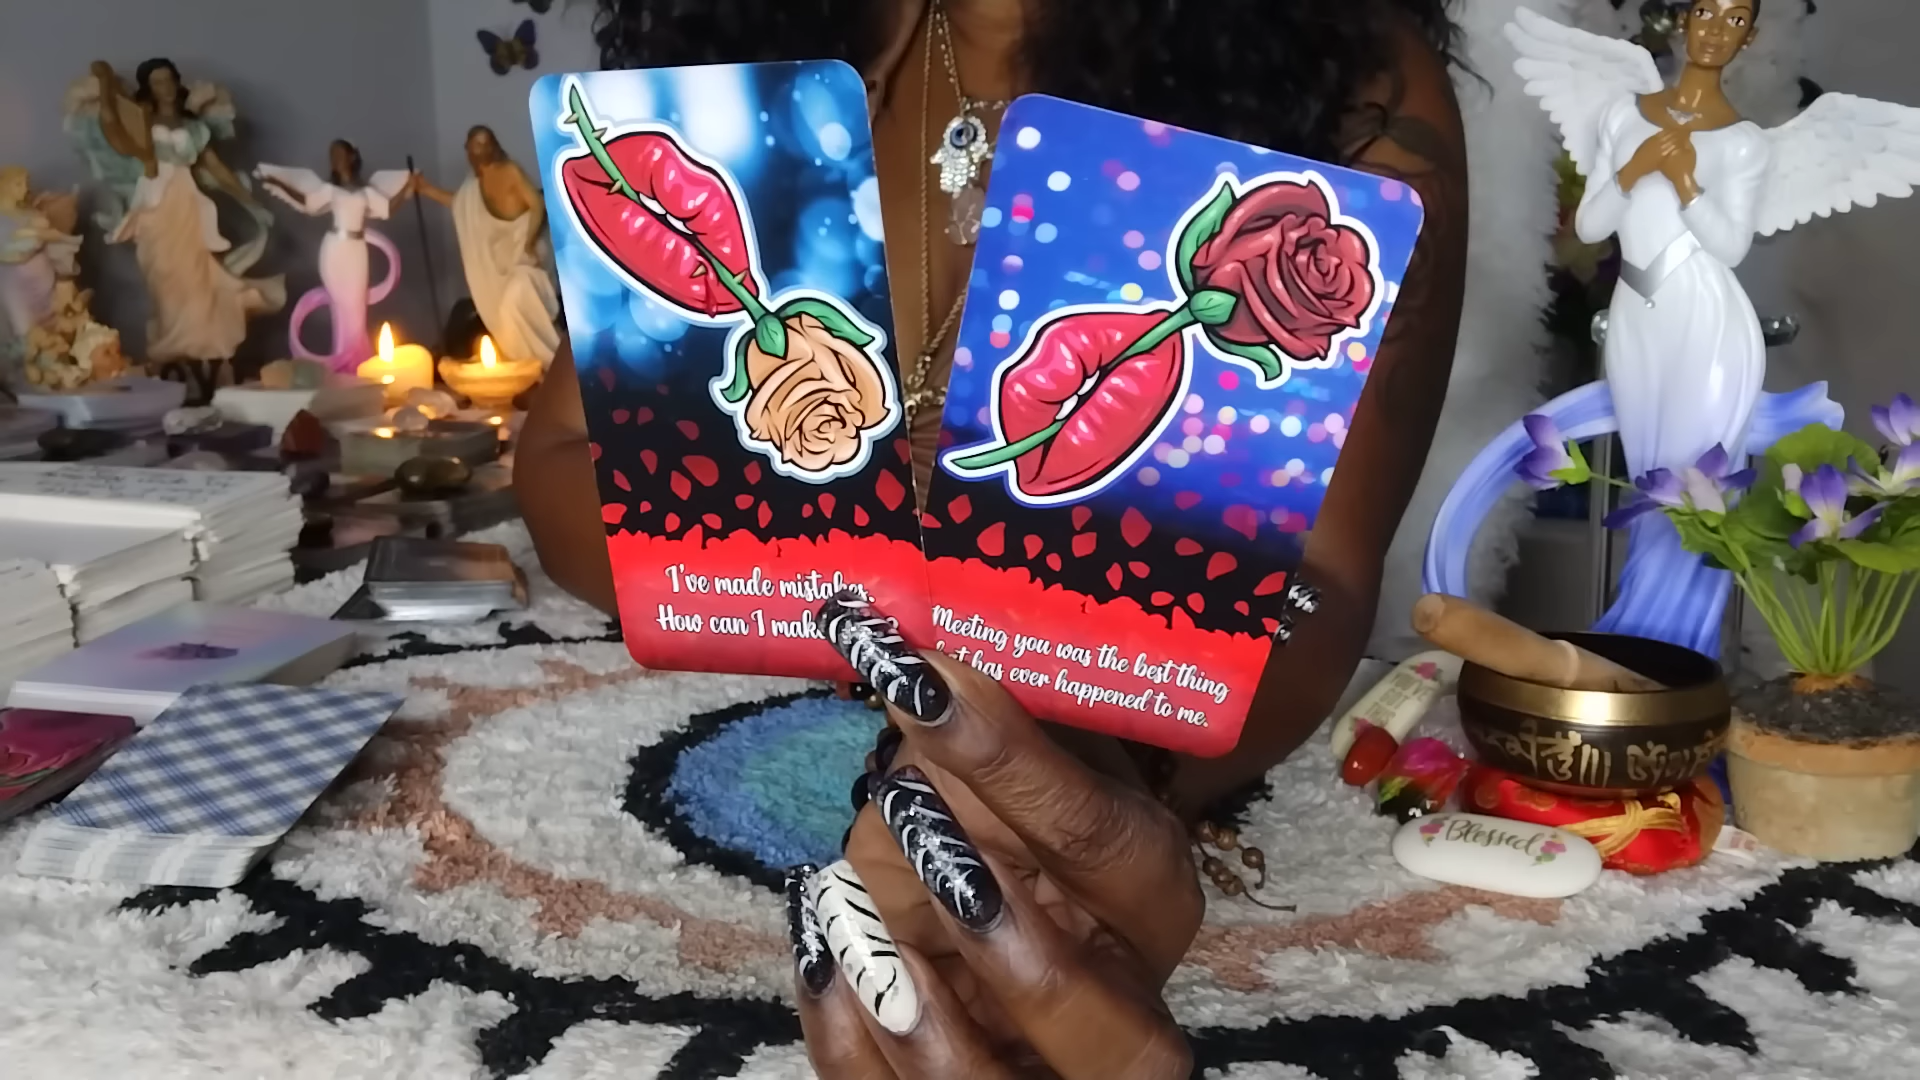 I've made mistakes.
How can I make
Meeting you was the best thing
has ever happened to me.
Blessed